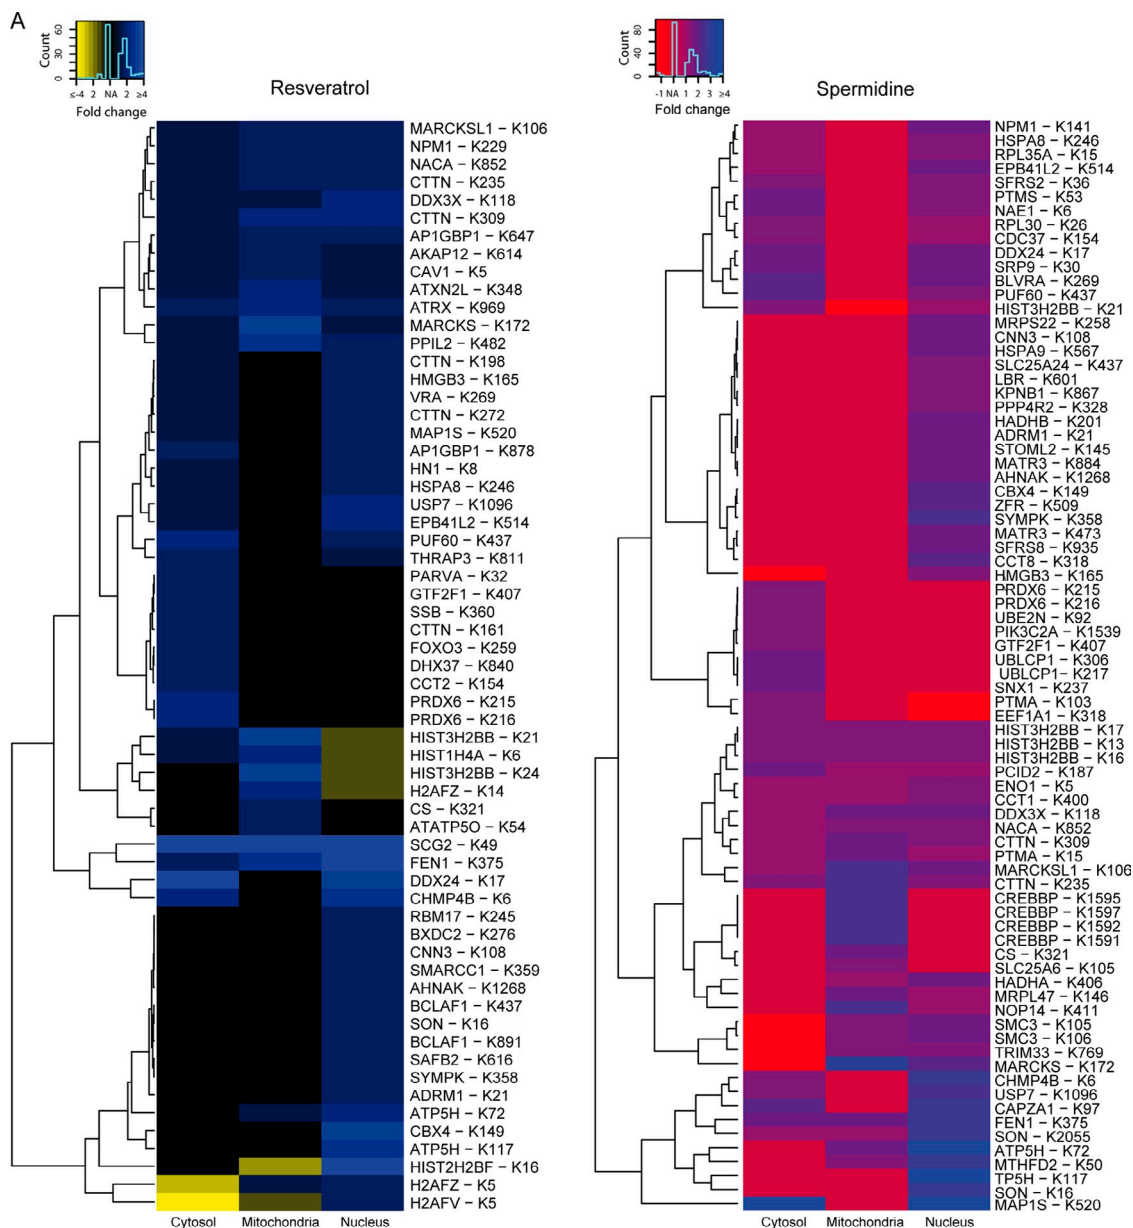 A
Count
0 20 40 60
≤-4 2 NA 2 ≥4
Fold change
Resveratrol
MARCKSL1 – K106
NPM1 – K229
NACA – K852
CTTN – K235
DDX3X – K118
CTTN – K309
AP1GBP1 – K647
AKAP12 – K614
CAV1 – K5
ATXN2L – K348
ATRX – K969
MARCKS – K172
PPIL2 – K482
CTTN – K198
HMGB3 – K165
VRA – K269
CTTN – K272
MAP1S – K520
AP1GBP1 – K878
HN1 – K8
HSPA8 – K246
USP7 – K1096
EPB41L2 – K514
PUF60 – K437
THRAP3 – K811
PARVA – K32
GTF2F1 – K407
SSB – K360
CTTN – K161
FOXO3 – K259
DHX37 – K840
CCT2 – K154
PRDX6 – K215
PRDX6 – K216
HIST3H2BB – K21
HIST1H4A – K6
HIST3H2BB – K24
H2AFZ – K14
CS – K321
ATATP5O – K54
SCG2 – K49
FEN1 – K375
DDX24 – K17
CHMP4B – K6
RBM17 – K245
BXDC2 – K276
CNN3 – K108
SMARCC1 – K359
AHNAK – K1268
BCLAF1 – K437
SON – K16
BCLAF1 – K891
SAFB2 – K616
SYMPK – K358
ADRM1 – K21
ATP5H – K72
CBX4 – K149
ATP5H – K117
HIST2H2BF – K16
H2AFZ – K5
H2AFV – K5
Cytosol Mitochondria Nucleus
Count
0 20 40 60 80
-1 NA 1 2 3 ≥4
Fold change
Spermidine
NPM1 – K141
HSPA8 – K246
RPL35A – K15
EPB41L2 – K514
SFRS2 – K36
PTMS – K53
NAE1 – K6
RPL30 – K26
CDC37 – K154
DDX24 – K17
SRP9 – K30
BLVRA – K269
PUF60 – K437
HIST3H2BB – K21
MRPS22 – K258
CNN3 – K108
HSPA9 – K567
SLC25A24 – K437
LBR – K601
KPNB1 – K867
PPP4R2 – K328
HADHB – K201
ADRM1 – K21
STOML2 – K145
MATR3 – K884
AHNAK – K1268
CBX4 – K149
ZFR – K509
SYMPK – K358
MATR3 – K473
SFRS8 – K935
CCT8 – K318
HMGB3 – K165
PRDX6 – K215
PRDX6 – K216
UBE2N – K92
PIK3C2A – K1539
GTF2F1 – K407
UBLCP1 – K306
UBLCP1 – K217
SNX1 – K237
PTMA – K103
EEF1A1 – K318
HIST3H2BB – K17
HIST3H2BB – K13
HIST3H2BB – K16
PCID2 – K187
ENO1 – K5
CCT1 – K400
DDX3X – K118
NACA – K852
CTTN – K309
PTMA – K15
MARCKSL1 – K106
CTTN – K235
CREBBP – K1595
CREBBP – K1597
CREBBP – K1592
CREBBP – K1591
CS – K321
SLC25A6 – K105
HADHA – K406
MRPL47 – K146
NOP14 – K411
SMC3 – K105
SMC3 – K106
TRIM33 – K769
MARCKS – K172
CHMP4B – K6
USP7 – K1096
CAPZA1 – K97
FEN1 – K375
SON – K2055
ATP5H – K72
MTHFD2 – K50
TP5H – K117
SON – K16
MAP1S – K520
Cytosol Mitochondria Nucleus